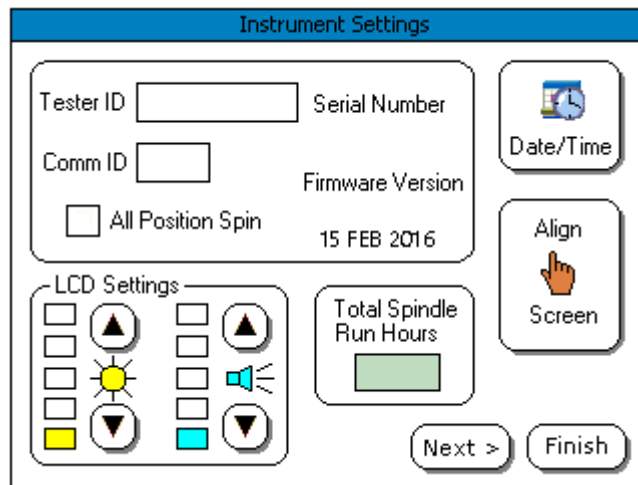 Instrument Settings
Tester ID
Serial Number
Comm ID
Firmware Version
All Position Spin
15 FEB 2016
Date/Time
Align
Screen
LCD Settings
Total Spindle
Run Hours
Next >
Finish